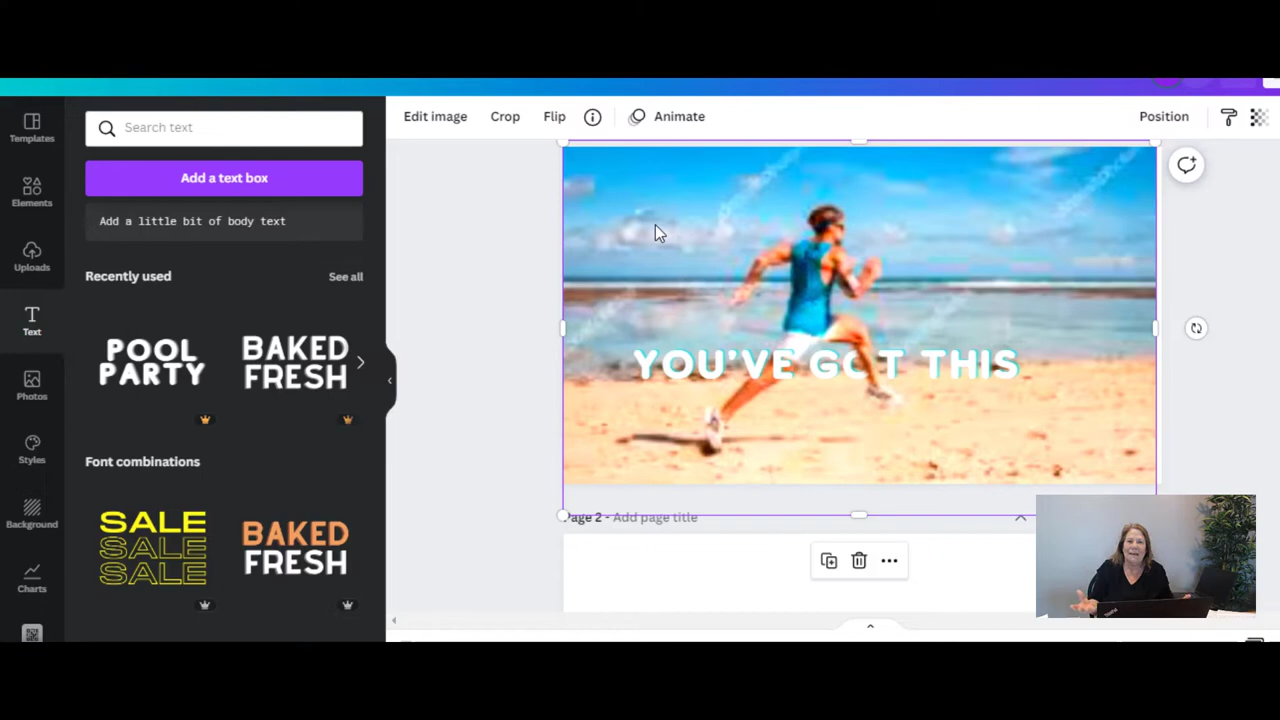 Templates
Elements
Uploads
Text
Photos
Styles
Background
Charts
Search text
Add a text box
Add a little bit of body text
Recently used
See all
POOL
PARTY
BAKED
FRESH
Font combinations
SALE
SALE
SALE
BAKED
FRESH
Edit image
Crop
Flip
Animate
Position
YOU'VE GOT THIS
Page 2 - Add page title